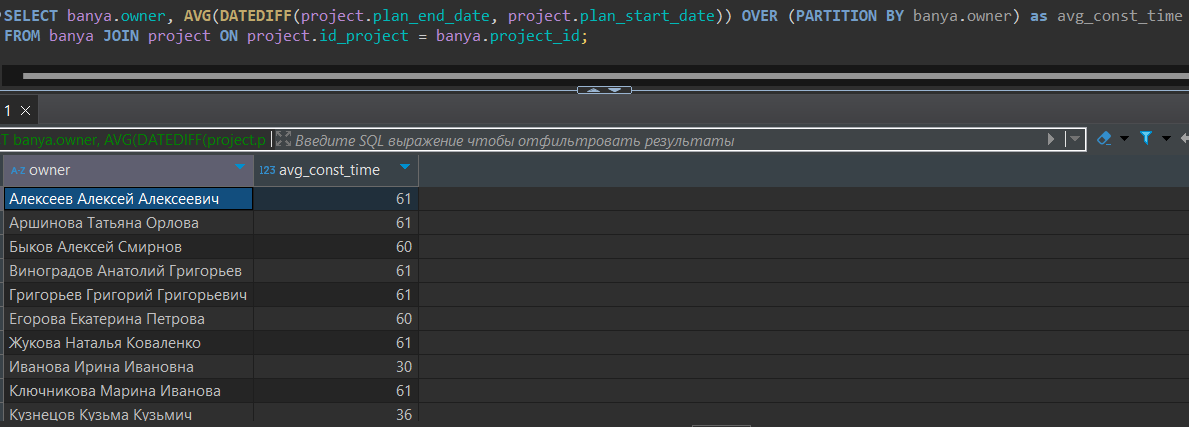 SELECT banya.owner, AVG(DATEDIFF(project.plan_end_date, project.plan_start_date)) OVER (PARTITION BY banya.owner) as avg_const_time
FROM banya JOIN project ON project.id_project = banya.project_id;
1
T banya.owner, AVG(DATEDIFF(project.p Введите SQL выражение чтобы отфильтровать результаты
A-Z owner 123 avg_const_time
Алексеев Алексей Алексеевич 61
Аршинова Татьяна Орлова 61
Быков Алексей Смирнов 60
Виноградов Анатолий Григорьев 61
Григорьев Григорий Григорьевич 61
Егорова Екатерина Петрова 60
Жукова Наталья Коваленко 61
Иванова Ирина Ивановна 30
Ключникова Марина Иванова 61
Кузнецов Кузьма Кузьмич 36